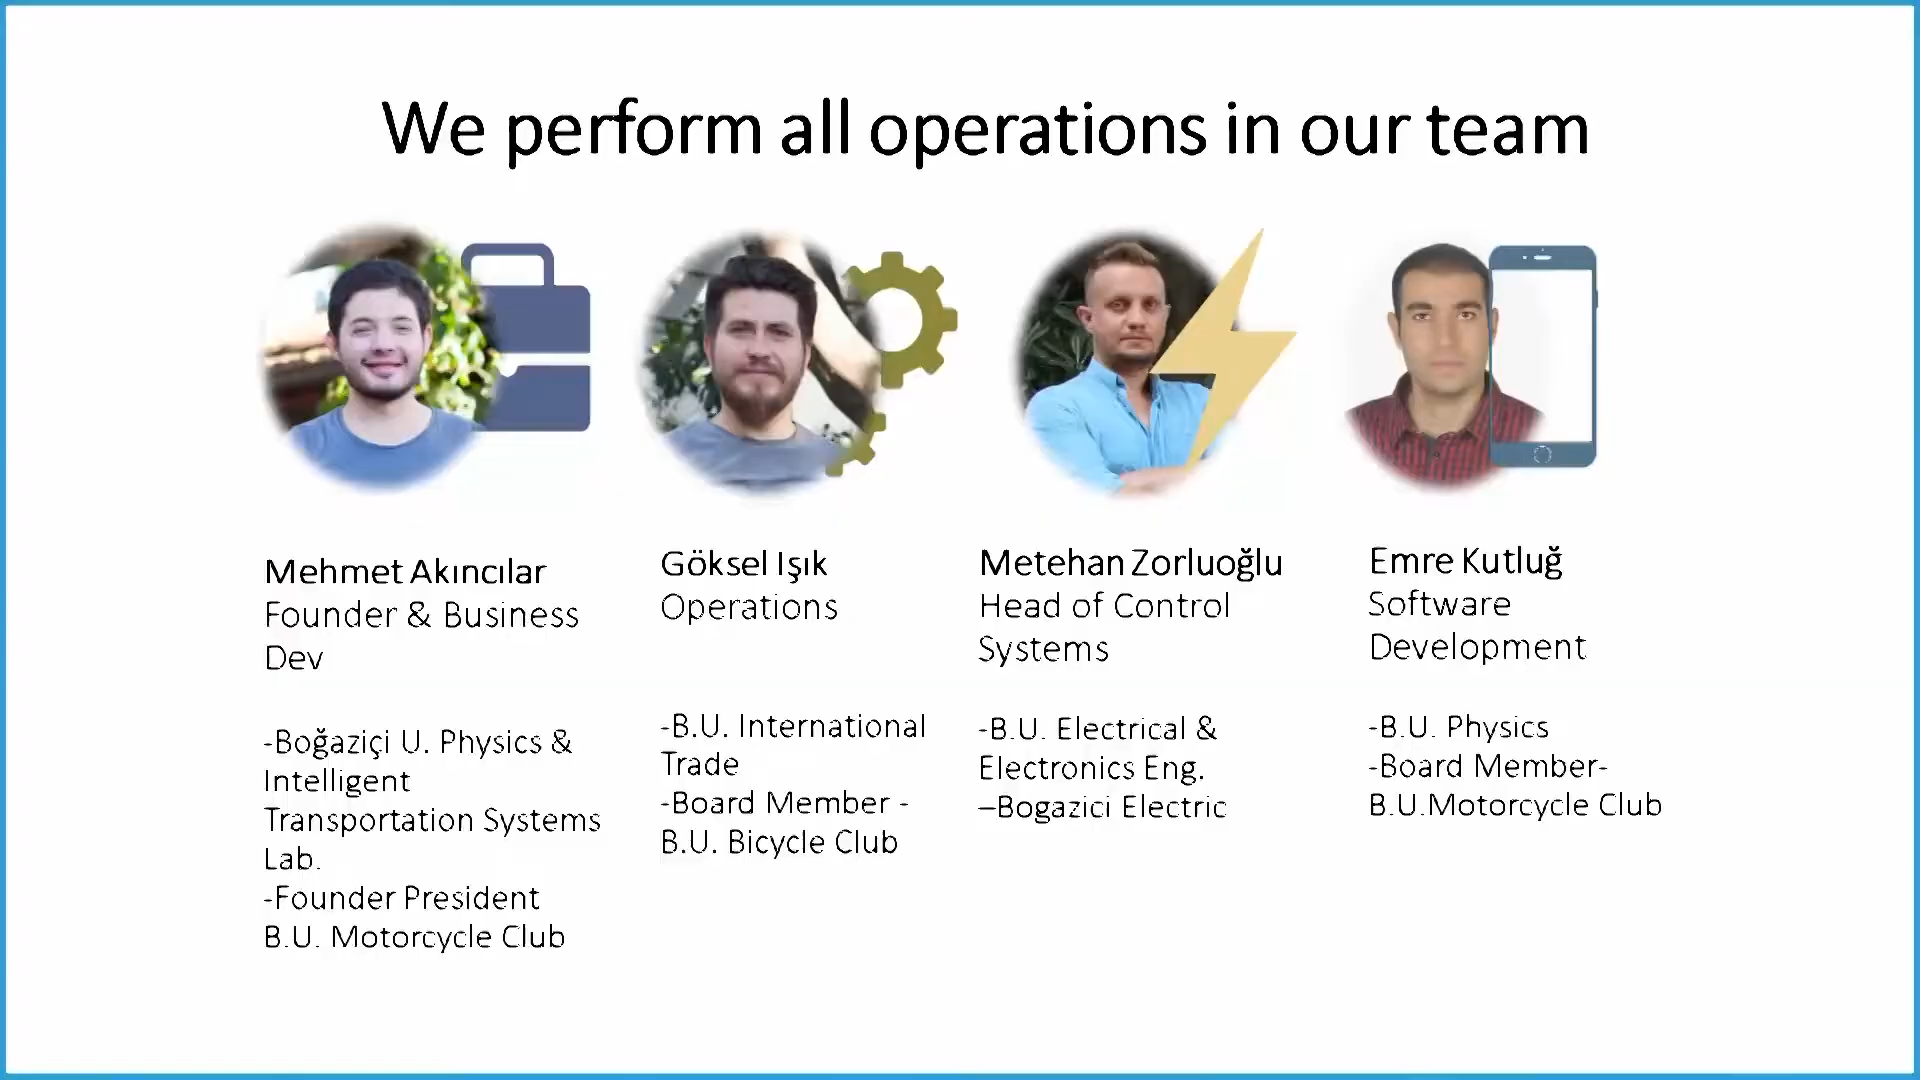 We perform all operations in our team
Mehmet Akıncılar
Founder & Business
Dev
-Boğaziçi U. Physics &
Intelligent
Transportation Systems
Lab.
-Founder President
B.U. Motorcycle Club
Göksel Işık
Operations
-B.U. International
Trade
-Board Member -
B.U. Bicycle Club
Metehan Zorluoğlu
Head of Control
Systems
-B.U. Electrical &
Electronics Eng.
–Bogazici Electric
Emre Kutluğ
Software
Development
-B.U. Physics
-Board Member-
B.U.Motorcycle Club